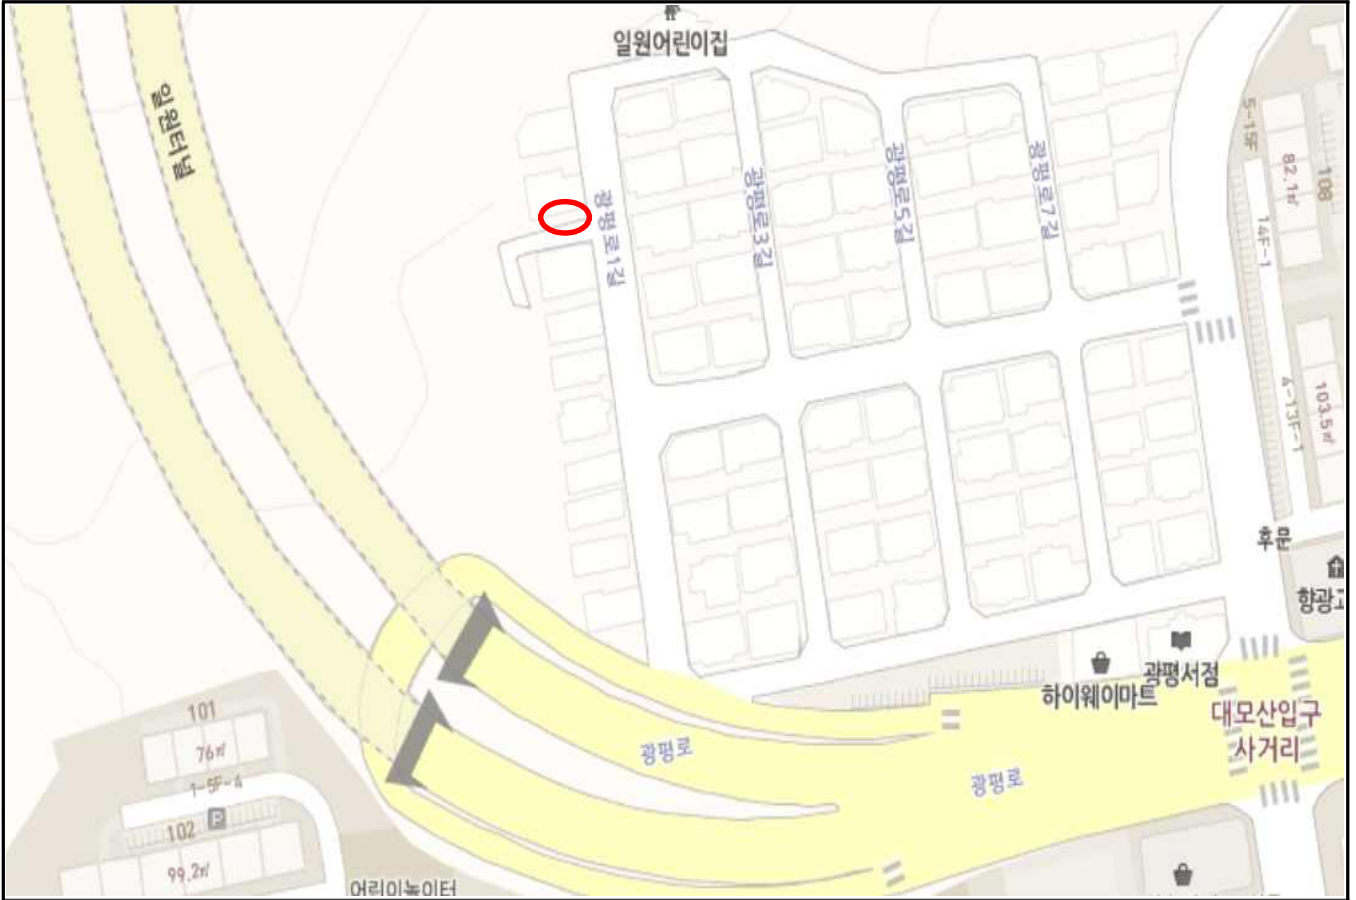 일원어린이집
일원터널
광평로1길
광평로3길
광평로5길
광평로7길
5-15F
82.1㎡
108
14F-1
103.5㎡
후문
향광고
하이웨이마트
광평서점
대모산입구
사거리
광평로
광평로
101
76㎡
1-5F-4
102
P
99.2㎡
어린이놀이터